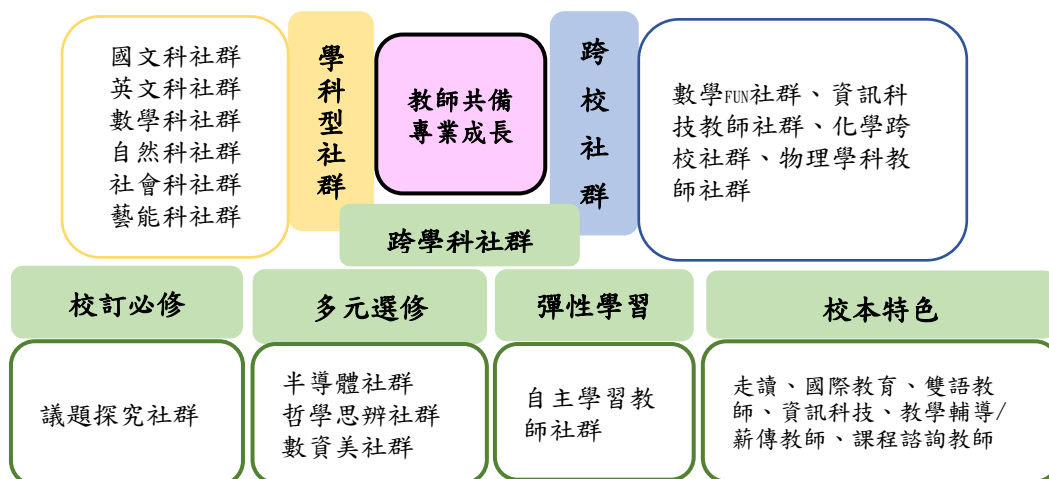 國文科社群
英文科社群
數學科社群
自然科社群
社會科社群
藝能科社群
學科型社群
教師共備
專業成長
跨校社群
數學FUN社群、資訊科
技教師社群、化學跨
校社群、物理學科教
師社群
跨學科社群
校訂必修
多元選修
彈性學習
校本特色
議題探究社群
半導體社群
哲學思辨社群
數資美社群
自主學習教
師社群
走讀、國際教育、雙語教
師、資訊科技、教學輔導/
薪傳教師、課程諮詢教師